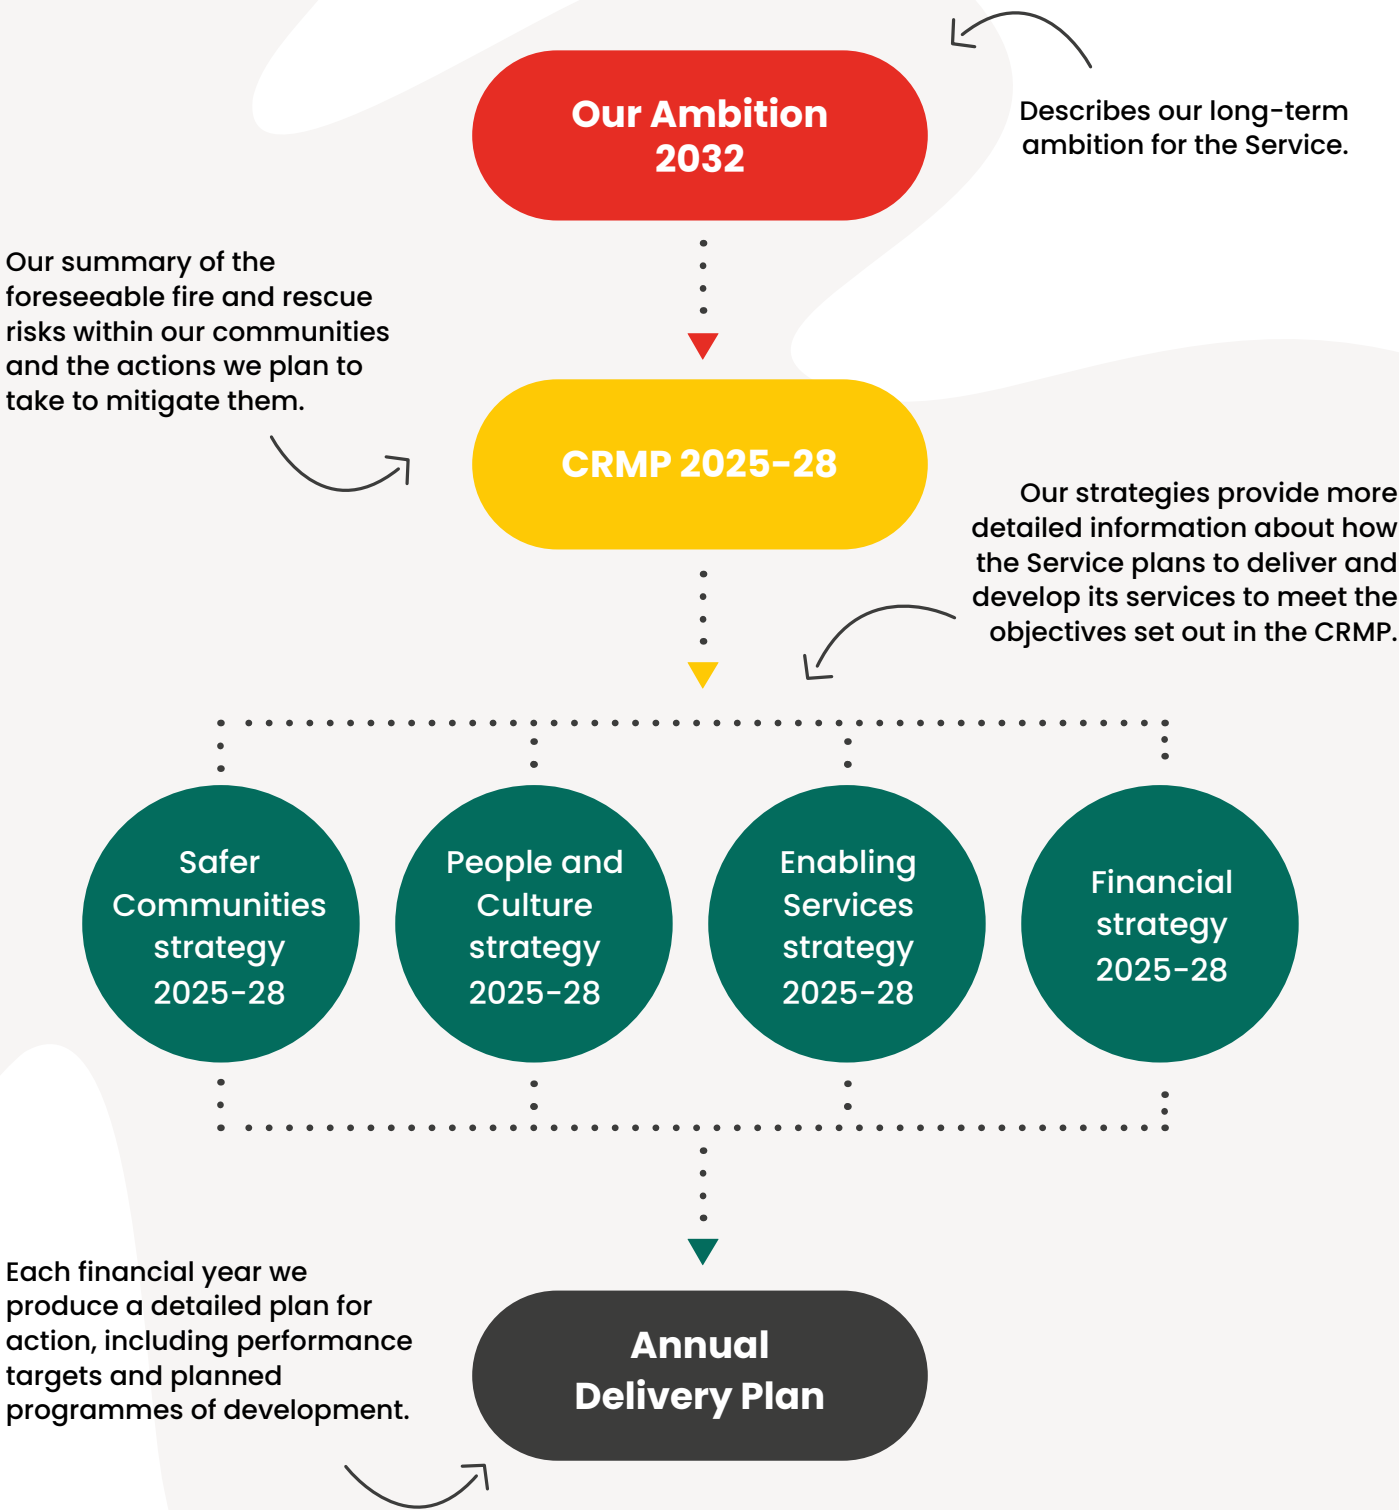 Our Ambition
2032
Describes our long-term
ambition for the Service.
Our summary of the
foreseeable fire and rescue
risks within our communities
and the actions we plan to
take to mitigate them.
CRMP 2025-28
Our strategies provide more
detailed information about how
the Service plans to deliver and
develop its services to meet the
objectives set out in the CRMP.
Safer
Communities
strategy
2025-28
People and
Culture
strategy
2025-28
Enabling
Services
strategy
2025-28
Financial
strategy
2025-28
Each financial year we
produce a detailed plan for
action, including performance
targets and planned
programmes of development.
Annual
Delivery Plan